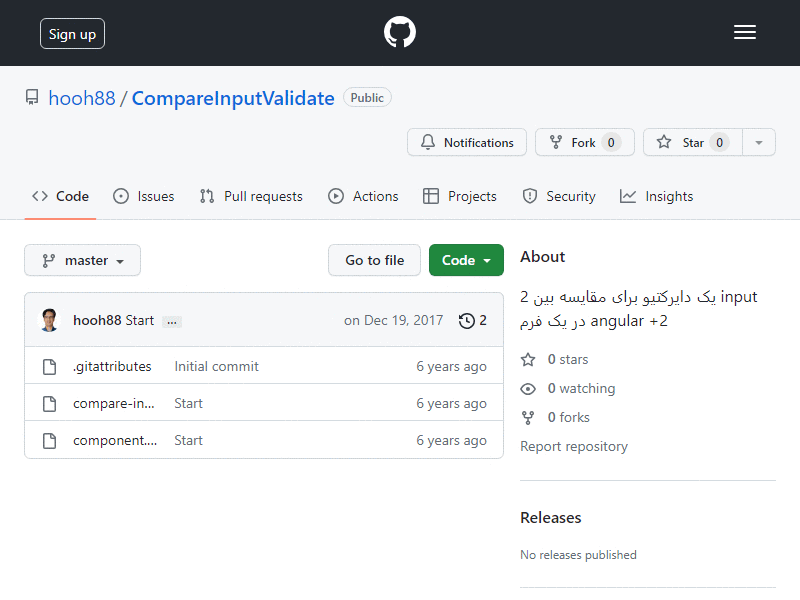 Sign up
hooh88 / CompareInputValidate Public
Notifications Fork 0 Star 0
Code Issues Pull requests Actions Projects Security Insights
master Go to file Code
hooh88 Start ... on Dec 19, 2017 2
.gitattributes Initial commit 6 years ago
compare-in... Start 6 years ago
component.... Start 6 years ago
About
یک دایرکتیو برای مقایسه بین 2 input
در یک فرم angular +2
0 stars
0 watching
0 forks
Report repository
Releases
No releases published